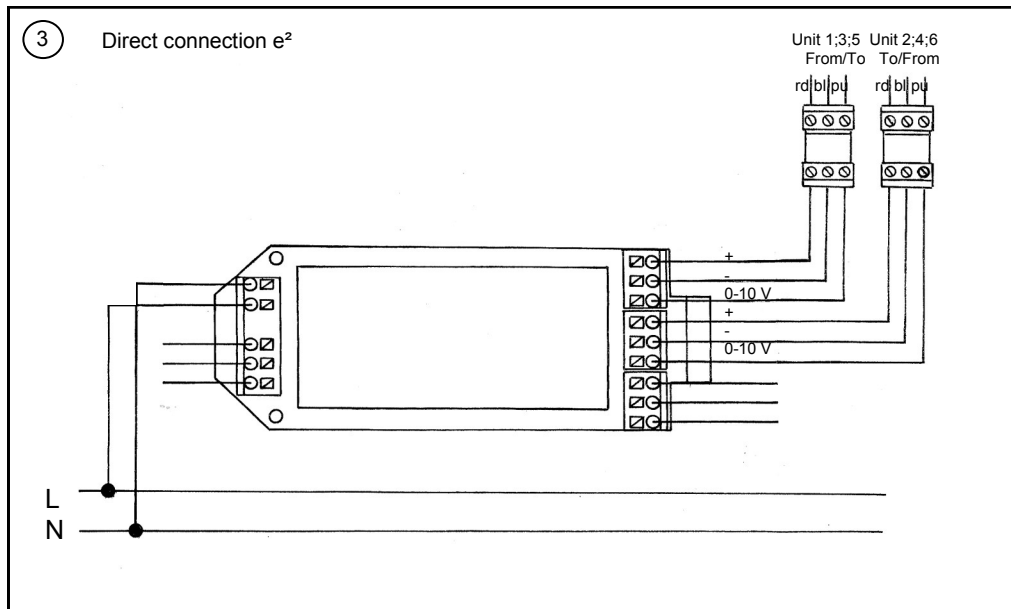 3 Direct connection e²
Unit 1;3;5 Unit 2;4;6
From/To To/From
rd bl pu rd bl pu
+
-
0-10 V
+
-
0-10 V
L
N